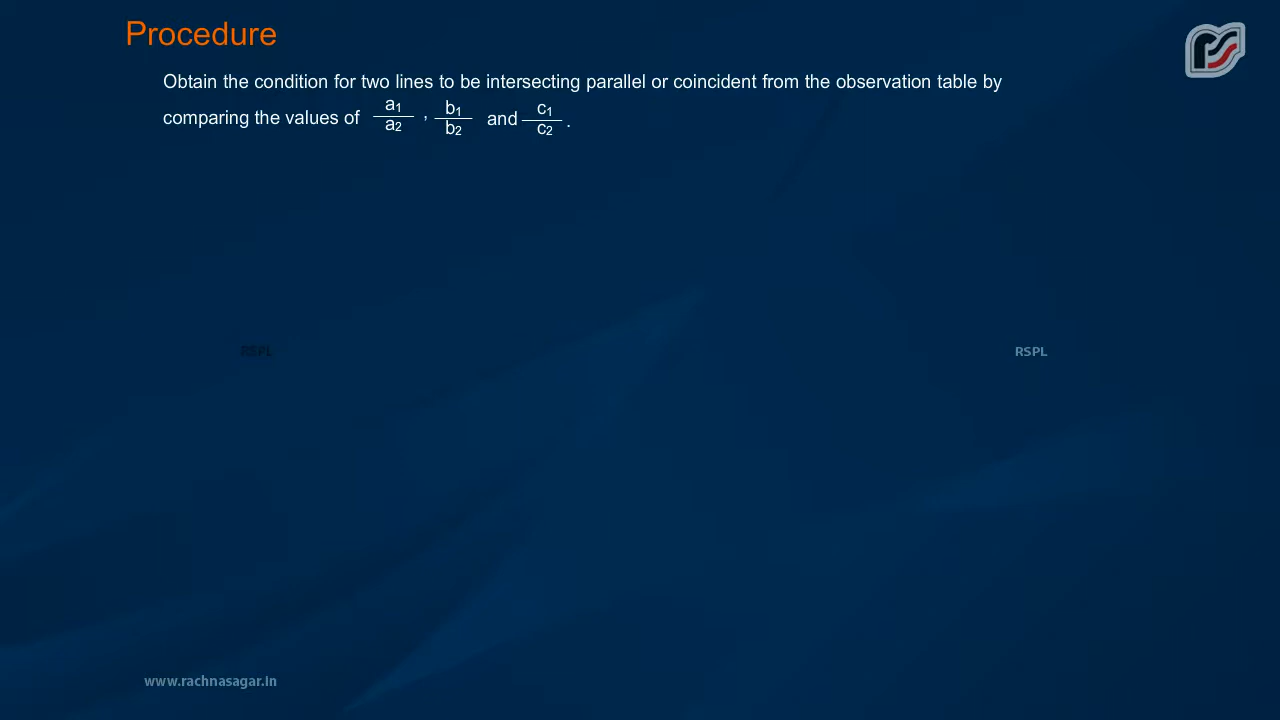 Procedure
Obtain the condition for two lines to be intersecting parallel or coincident from the observation table by
comparing the values of a₁/a₂ , b₁/b₂ and c₁/c₂ .
RSPL RSPL
www.rachnasagar.in